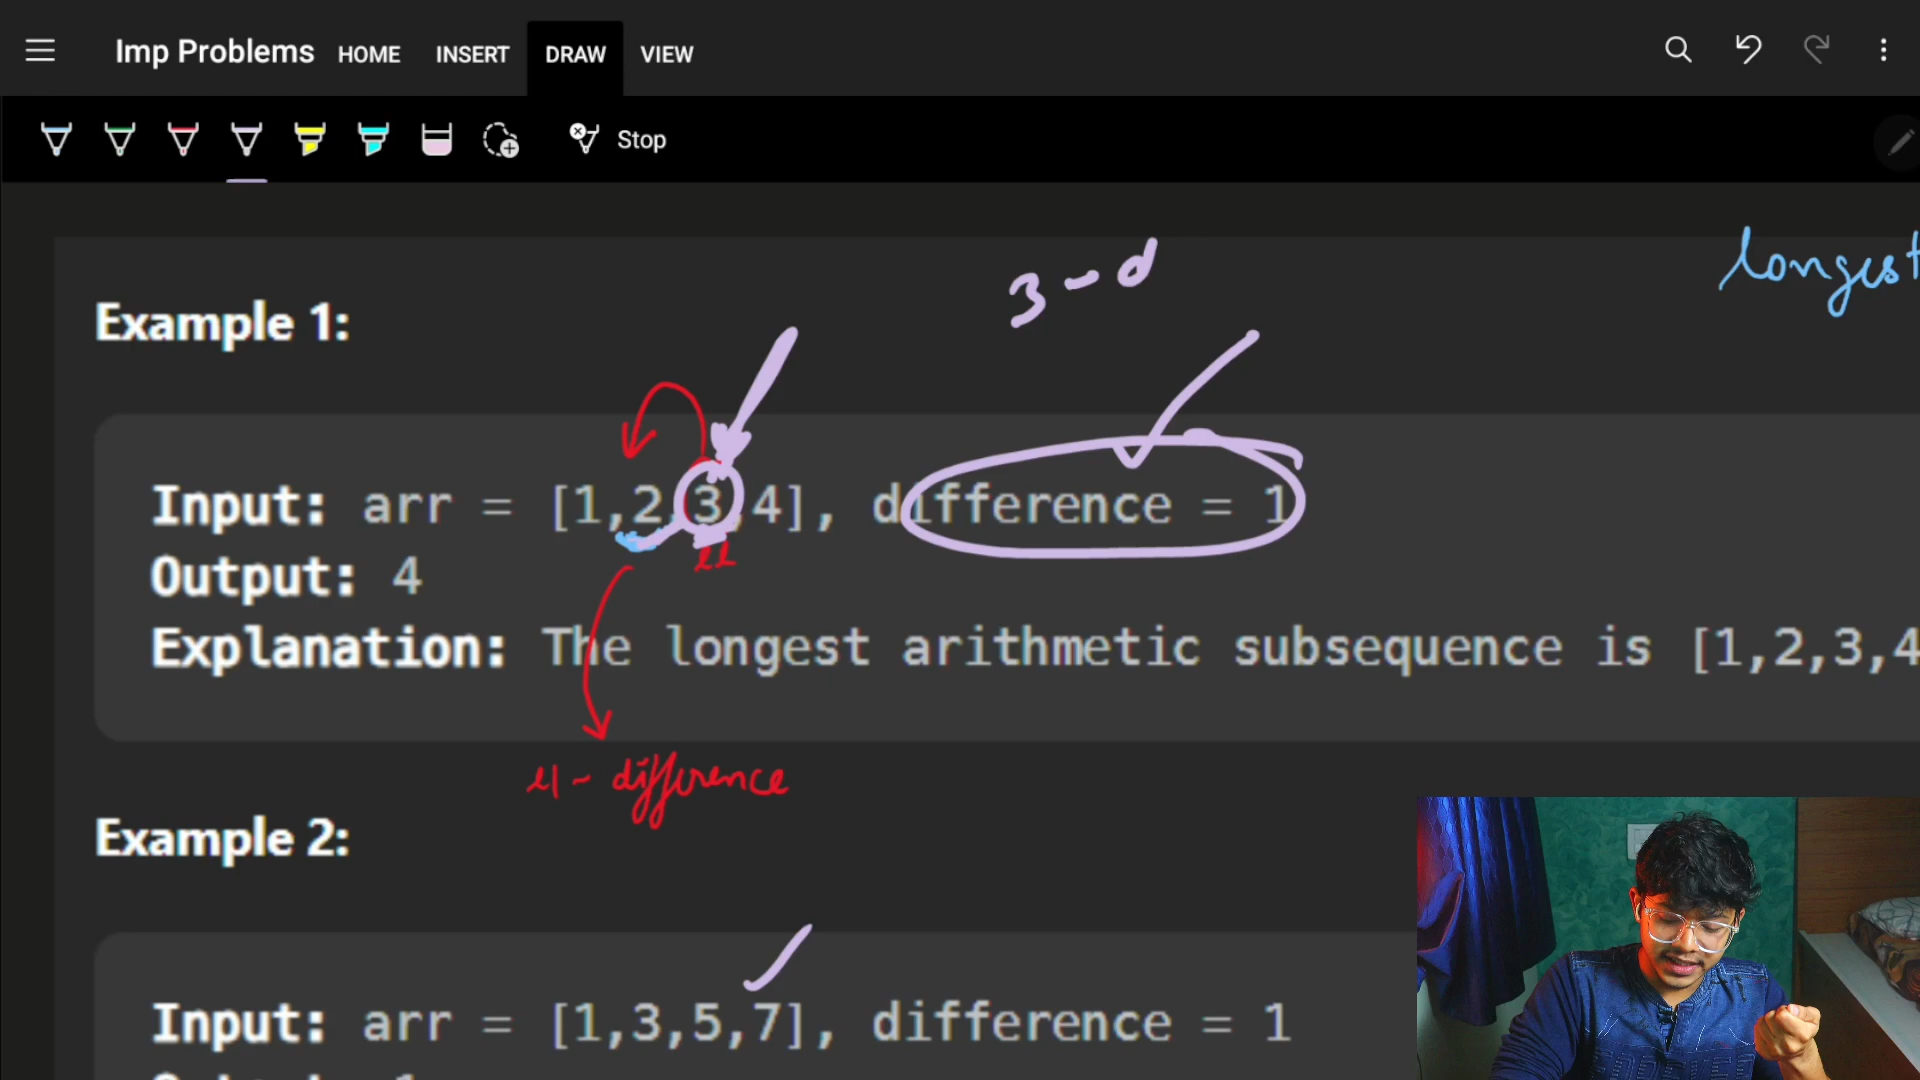 Imp Problems HOME INSERT DRAW VIEW
Stop
3-d
longest
Example 1:
Input: arr = [1,2,3,4], difference = 1
el
Output: 4
Explanation: The longest arithmetic subsequence is [1,2,3,4
el - difference
Example 2:
Input: arr = [1,3,5,7], difference = 1